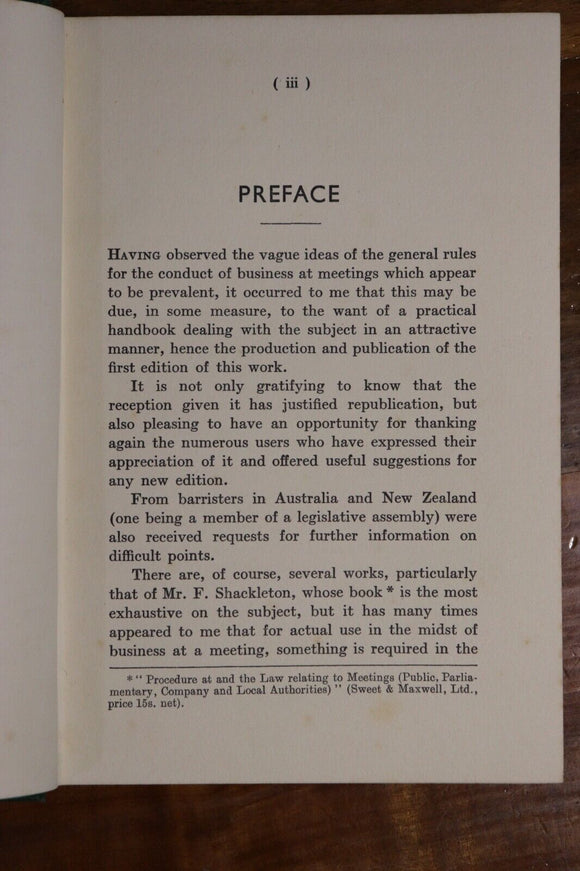 ( iii )
PREFACE
HAVING observed the vague ideas of the general rules
for the conduct of business at meetings which appear
to be prevalent, it occurred to me that this may be
due, in some measure, to the want of a practical
handbook dealing with the subject in an attractive
manner, hence the production and publication of the
first edition of this work.
It is not only gratifying to know that the
reception given it has justified republication, but
also pleasing to have an opportunity for thanking
again the numerous users who have expressed their
appreciation of it and offered useful suggestions for
any new edition.
From barristers in Australia and New Zealand
(one being a member of a legislative assembly) were
also received requests for further information on
difficult points.
There are, of course, several works, particularly
that of Mr. F. Shackleton, whose book * is the most
exhaustive on the subject, but it has many times
appeared to me that for actual use in the midst of
business at a meeting, something is required in the
* " Procedure at and the Law relating to Meetings (Public, Parlia-
mentary, Company and Local Authorities) " (Sweet & Maxwell, Ltd.,
price 15s. net).